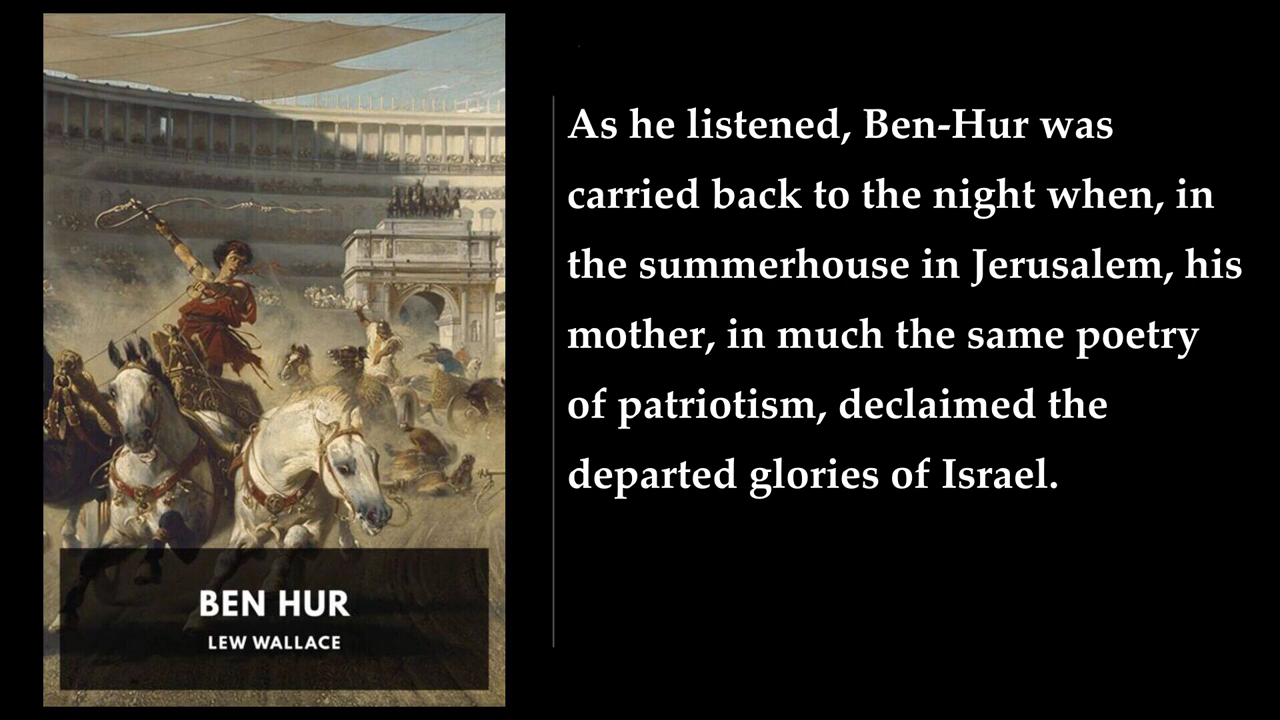 As he listened, Ben-Hur was
carried back to the night when, in
the summerhouse in Jerusalem, his
mother, in much the same poetry
of patriotism, declaimed the
departed glories of Israel.
BEN HUR
LEW WALLACE